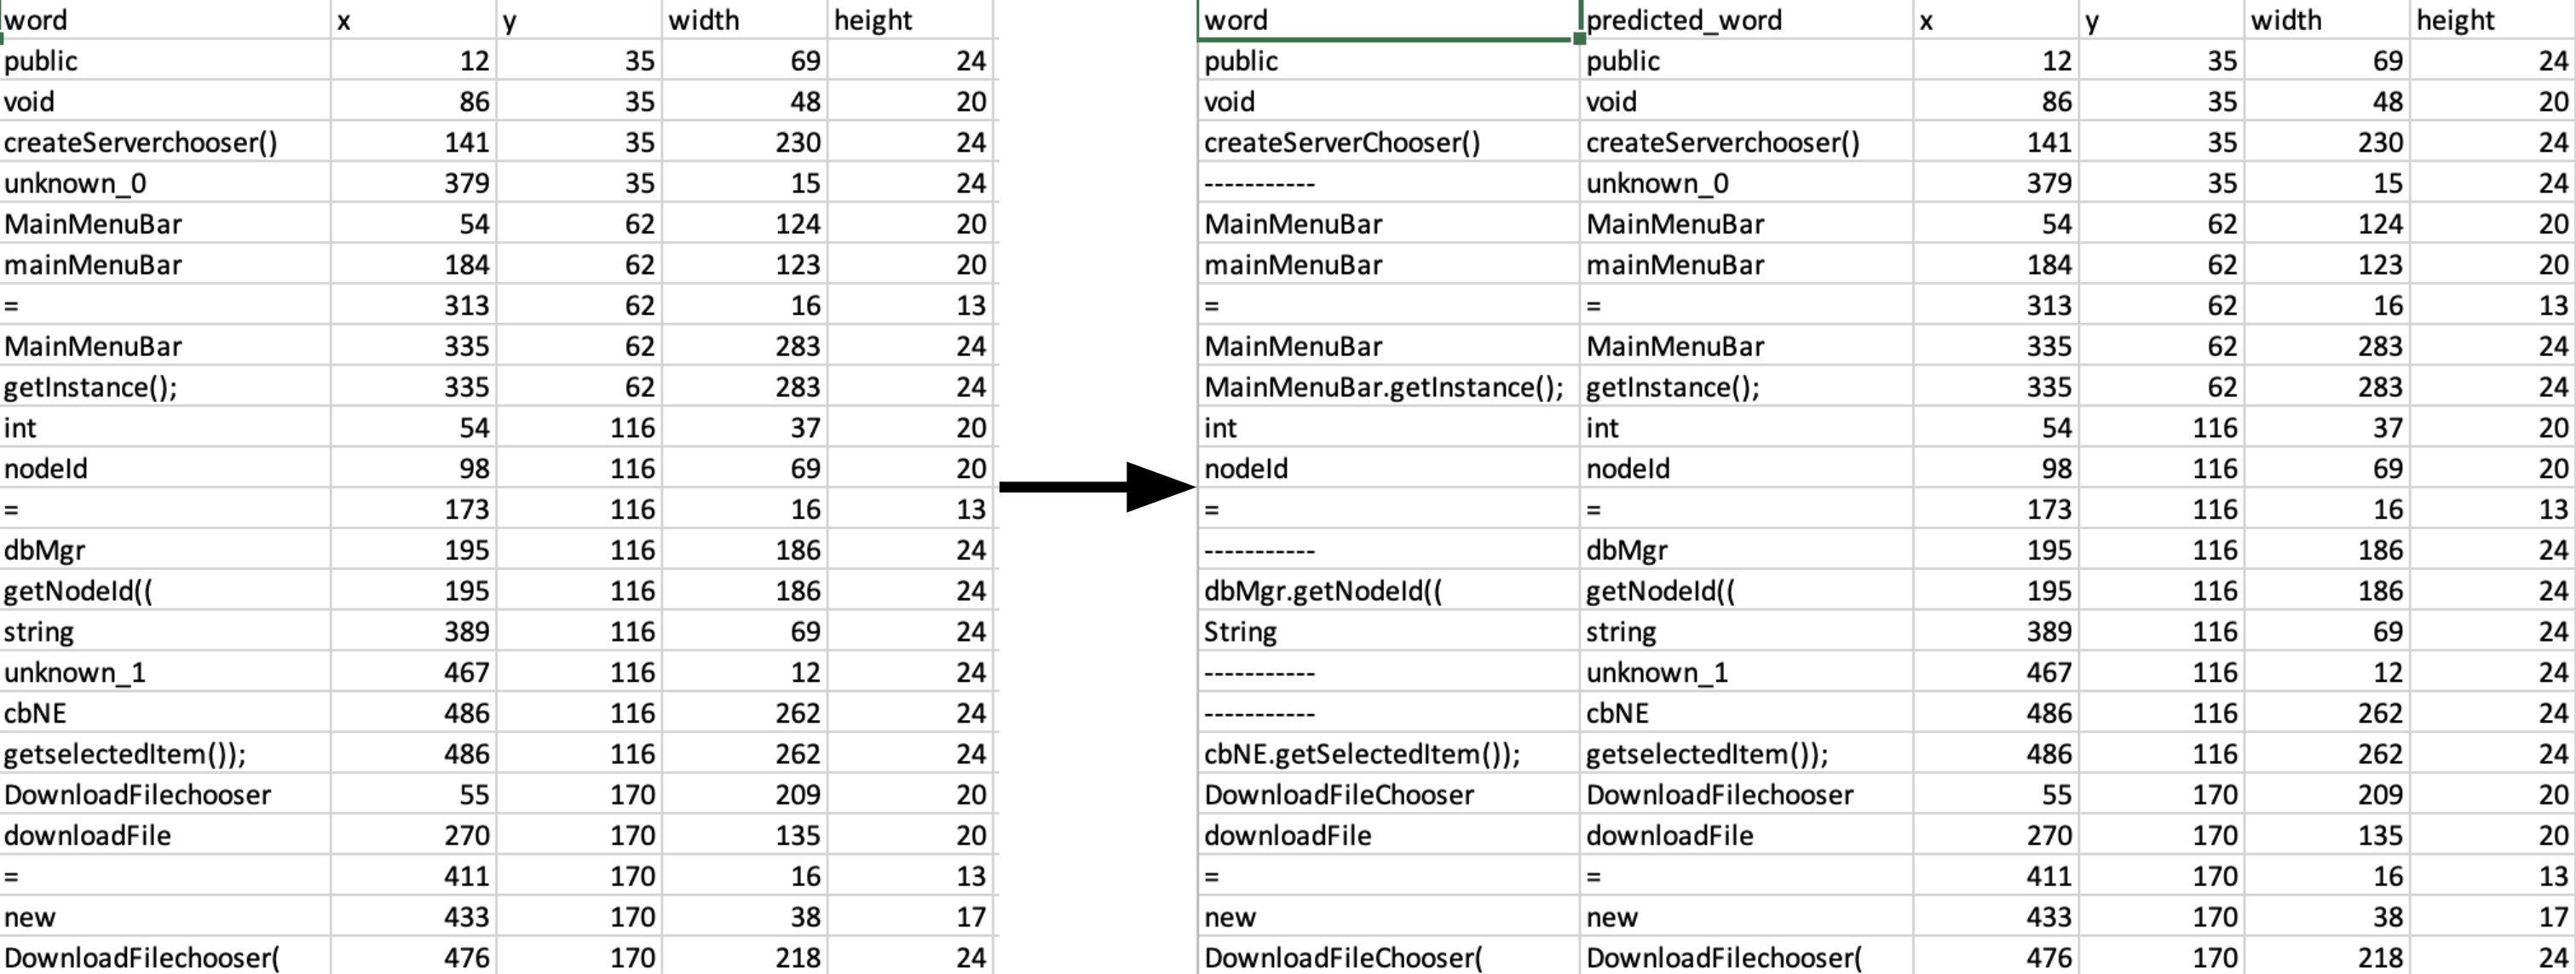 word x y width height word predicted_word x y width height
public 12 35 69 24 public public 12 35 69 24
void 86 35 48 20 void void 86 35 48 20
createServerchooser() 141 35 230 24 createServerChooser() createServerchooser() 141 35 230 24
unknown_0 379 35 15 24 ----------- unknown_0 379 35 15 24
MainMenuBar 54 62 124 20 MainMenuBar MainMenuBar 54 62 124 20
mainMenuBar 184 62 123 20 mainMenuBar mainMenuBar 184 62 123 20
= 313 62 16 13 = = 313 62 16 13
MainMenuBar 335 62 283 24 MainMenuBar MainMenuBar 335 62 283 24
getInstance(); 335 62 283 24 MainMenuBar.getInstance(); getInstance(); 335 62 283 24
int 54 116 37 20 int int 54 116 37 20
nodeId 98 116 69 20 nodeId nodeId 98 116 69 20
= 173 116 16 13 = = 173 116 16 13
dbMgr 195 116 186 24 ----------- dbMgr 195 116 186 24
getNodeId(( 195 116 186 24 dbMgr.getNodeId(( getNodeId(( 195 116 186 24
string 389 116 69 24 String string 389 116 69 24
unknown_1 467 116 12 24 ----------- unknown_1 467 116 12 24
cbNE 486 116 262 24 ----------- cbNE 486 116 262 24
getselectedItem()); 486 116 262 24 cbNE.getSelectedItem()); getselectedItem()); 486 116 262 24
DownloadFilechooser 55 170 209 20 DownloadFileChooser DownloadFilechooser 55 170 209 20
downloadFile 270 170 135 20 downloadFile downloadFile 270 170 135 20
= 411 170 16 13 = = 411 170 16 13
new 433 170 38 17 new new 433 170 38 17
DownloadFilechooser( 476 170 218 24 DownloadFileChooser( DownloadFilechooser( 476 170 218 24